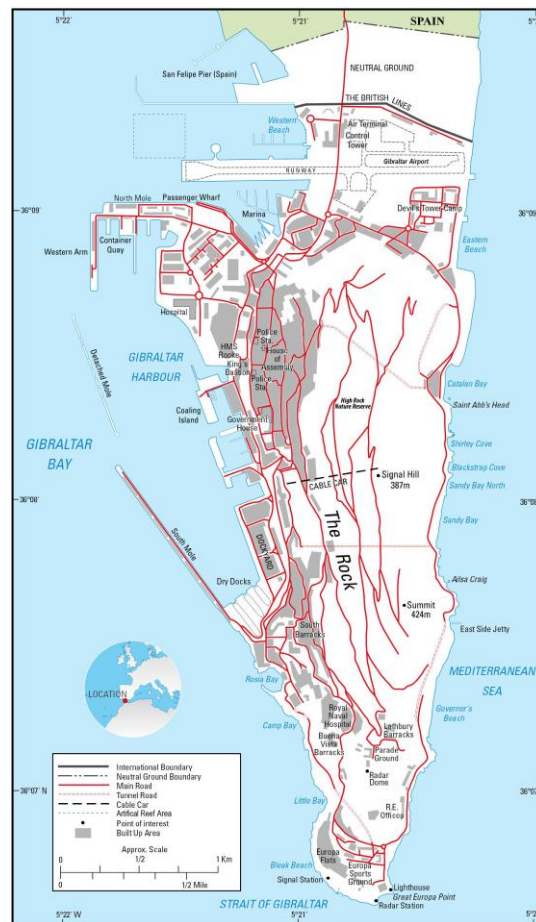 5°22'
5°21'
5°2
SPAIN
San Felipe Pier (Spain)
NEUTRAL GROUND
THE BRITISH LINES
Western
Beach
Air Terminal
Control
Tower
Gibraltar Airport
RUNWAY
North Mole
Passenger Wharf
Marina
Devil's Tower Camp
36°09'
36°09
Western Arm
Container
Quay
Eastern
Beach
Hospital
Police
Sta.
House
of
Assembly
HMS
Rooke
King's
Bastion
Police
Sta.
GIBRALTAR
HARBOUR
Detached Mole
High Rock
Nature Reserve
Catalan Bay
Saint Abb's Head
Coaling
Island
Government
House
Shirley Cove
GIBRALTAR
BAY
Blackstrap Cove
Signal Hill
387m
CABLE CAR
Sandy Bay North
36°08'
36°08
The Rock
Sandy Bay
South Mole
DOCKYARD
Dry Docks
Ailsa Craig
Summit
424m
East Side Jetty
South
Barracks
LOCATION
Rosia Bay
MEDITERRANEAN
SEA
Governor's
Beach
Camp Bay
Royal
Naval
Hospital
Lathbury
Barracks
Buena
Vista
Barracks
Parade
Ground
Radar
Dome
36°07' N
36°07
Little Bay
R.E.
Officep
International Boundary
Neutral Ground Boundary
Main Road
Tunnel Road
Cable Car
Artifical Reef Area
Point of interest
Built Up Area
Approx. Scale
0 1/2 1 Km
0 1/2 Mile
Europa
Flats
Europa
Sports
Ground
Bleak Beach
Signal Station
Lighthouse
Great Europa Point
Radar Station
STRAIT OF GIBRALTAR
5°22' W
5°21'
5°2